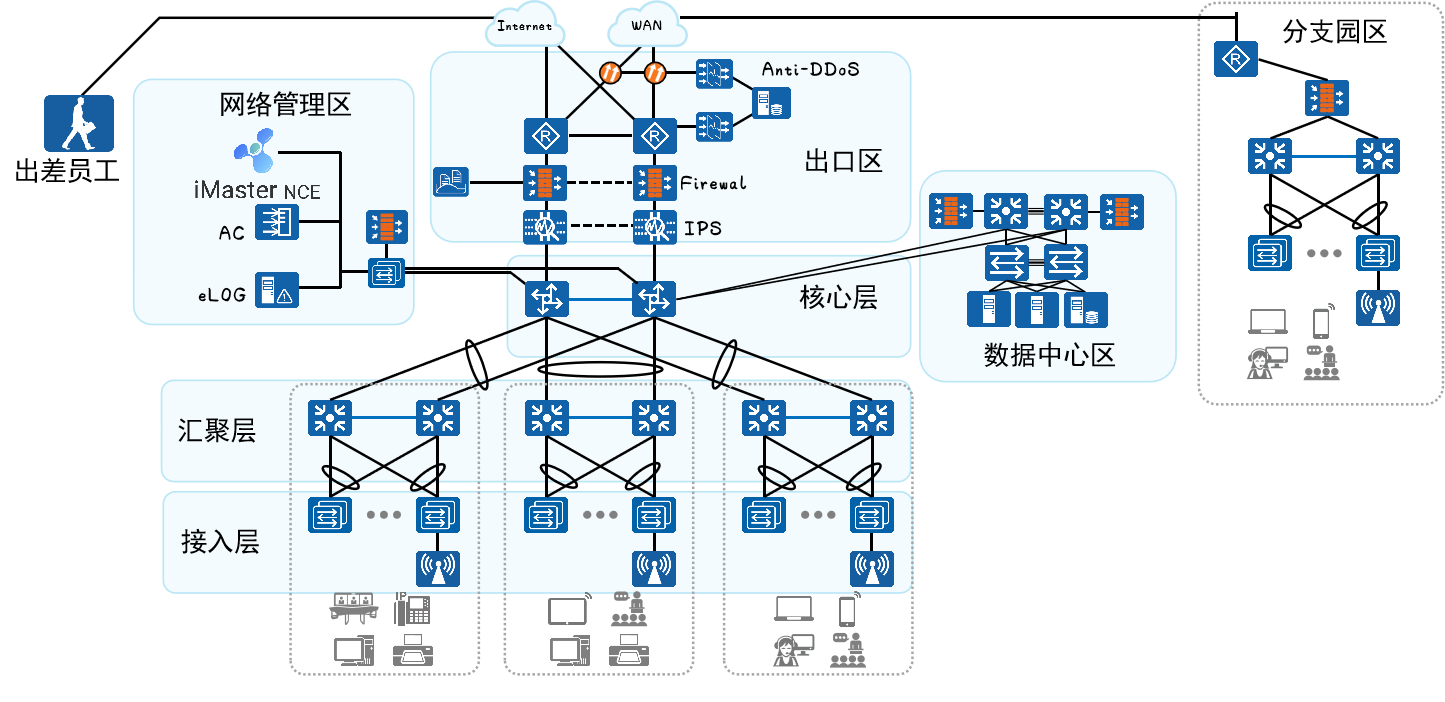 Internet
WAN
分支园区
R
Anti-DDoS
网络管理区
R
R
出口区
出差员工
iMaster NCE
Firewal
AC
IPS
eLOG
核心层
数据中心区
汇聚层
接入层
IP